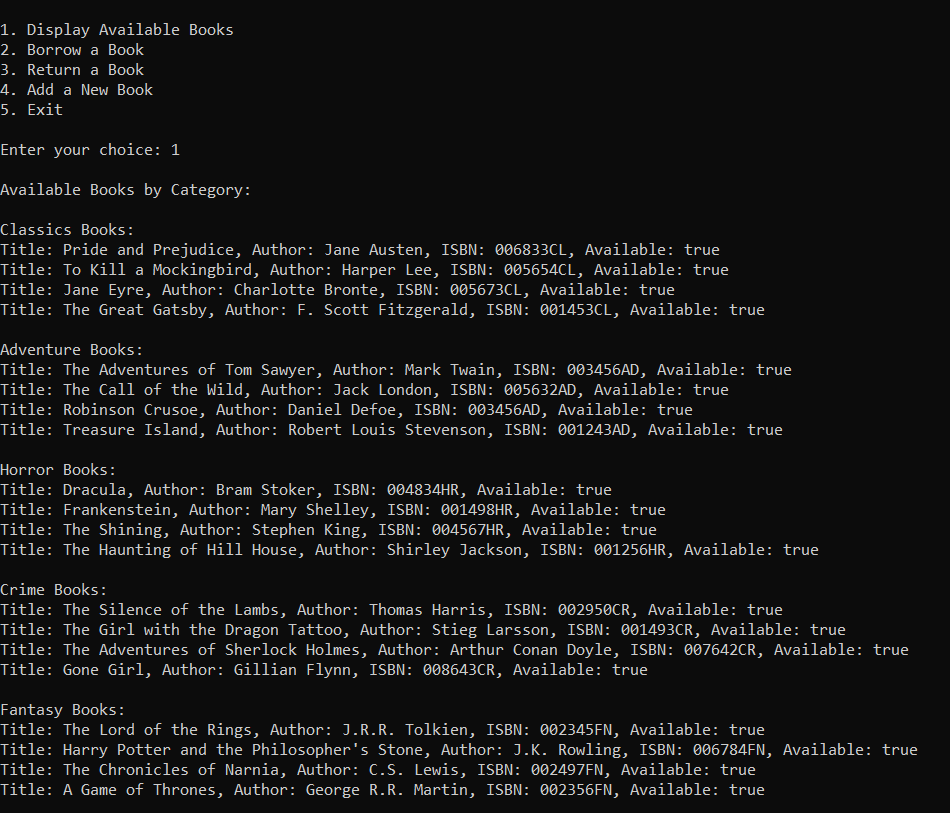 1. Display Available Books
2. Borrow a Book
3. Return a Book
4. Add a New Book
5. Exit
Enter your choice: 1
Available Books by Category:
Classics Books:
Title: Pride and Prejudice, Author: Jane Austen, ISBN: 006833CL, Available: true
Title: To Kill a Mockingbird, Author: Harper Lee, ISBN: 005654CL, Available: true
Title: Jane Eyre, Author: Charlotte Bronte, ISBN: 005673CL, Available: true
Title: The Great Gatsby, Author: F. Scott Fitzgerald, ISBN: 001453CL, Available: true
Adventure Books:
Title: The Adventures of Tom Sawyer, Author: Mark Twain, ISBN: 003456AD, Available: true
Title: The Call of the Wild, Author: Jack London, ISBN: 005632AD, Available: true
Title: Robinson Crusoe, Author: Daniel Defoe, ISBN: 003456AD, Available: true
Title: Treasure Island, Author: Robert Louis Stevenson, ISBN: 001243AD, Available: true
Horror Books:
Title: Dracula, Author: Bram Stoker, ISBN: 004834HR, Available: true
Title: Frankenstein, Author: Mary Shelley, ISBN: 001498HR, Available: true
Title: The Shining, Author: Stephen King, ISBN: 004567HR, Available: true
Title: The Haunting of Hill House, Author: Shirley Jackson, ISBN: 001256HR, Available: true
Crime Books:
Title: The Silence of the Lambs, Author: Thomas Harris, ISBN: 002950CR, Available: true
Title: The Girl with the Dragon Tattoo, Author: Stieg Larsson, ISBN: 001493CR, Available: true
Title: The Adventures of Sherlock Holmes, Author: Arthur Conan Doyle, ISBN: 007642CR, Available: true
Title: Gone Girl, Author: Gillian Flynn, ISBN: 008643CR, Available: true
Fantasy Books:
Title: The Lord of the Rings, Author: J.R.R. Tolkien, ISBN: 002345FN, Available: true
Title: Harry Potter and the Philosopher's Stone, Author: J.K. Rowling, ISBN: 006784FN, Available: true
Title: The Chronicles of Narnia, Author: C.S. Lewis, ISBN: 002497FN, Available: true
Title: A Game of Thrones, Author: George R.R. Martin, ISBN: 002356FN, Available: true